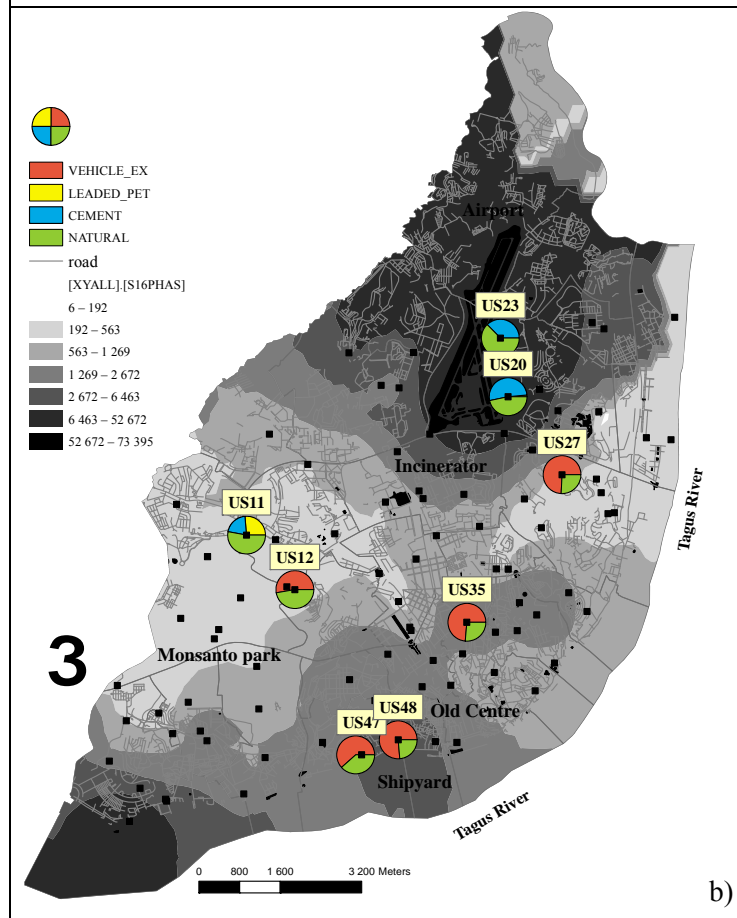 VEHICLE_EX
LEADED_PET
CEMENT
NATURAL
road
[XYALL].[S16PHAS]
6 – 192
192 – 563
563 – 1 269
1 269 – 2 672
2 672 – 6 463
6 463 – 52 672
52 672 – 73 395
Airport
US23
US20
Incinerator
US27
Tagus River
US11
US12
US35
3
Monsanto park
US48
US47
Old Centre
Shipyard
Tagus River
0 800 1 600 3 200 Meters
b)